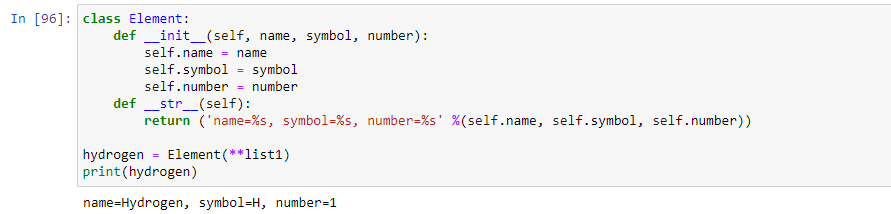 In [96]: class Element:
    def __init__(self, name, symbol, number):
        self.name = name
        self.symbol = symbol
        self.number = number
    def __str__(self):
        return ('name=%s, symbol=%s, number=%s' %(self.name, self.symbol, self.number))

hydrogen = Element(**list1)
print(hydrogen)
name=Hydrogen, symbol=H, number=1